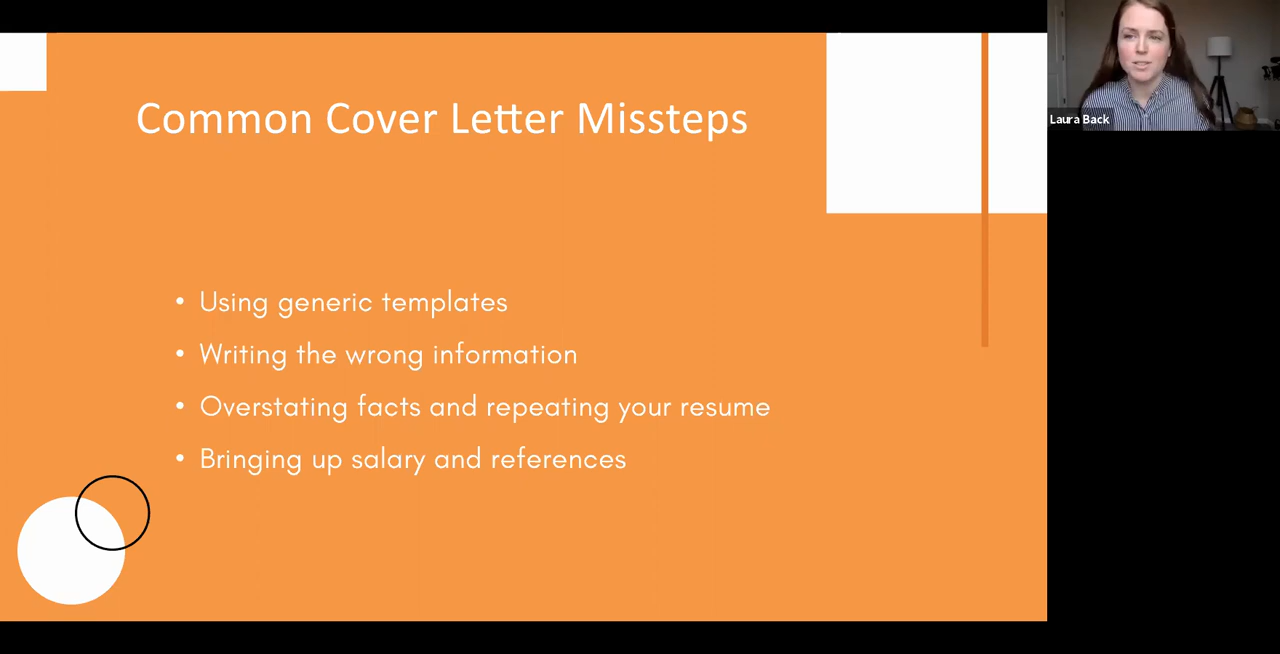 Common Cover Letter Missteps
Laura Back
• Using generic templates
• Writing the wrong information
• Overstating facts and repeating your resume
• Bringing up salary and references